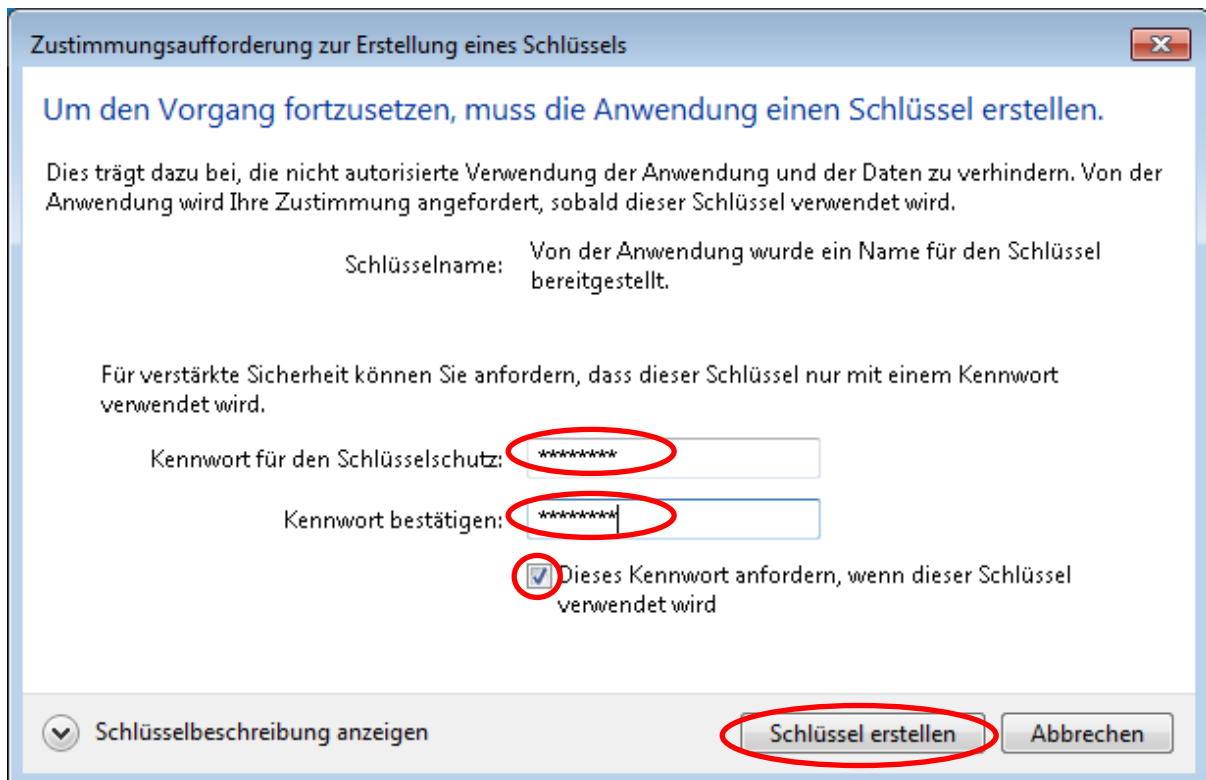 Zustimmungsaufforderung zur Erstellung eines Schlüssels
Um den Vorgang fortzusetzen, muss die Anwendung einen Schlüssel erstellen.
Dies trägt dazu bei, die nicht autorisierte Verwendung der Anwendung und der Daten zu verhindern. Von der
Anwendung wird Ihre Zustimmung angefordert, sobald dieser Schlüssel verwendet wird.
Schlüsselname: Von der Anwendung wurde ein Name für den Schlüssel
bereitgestellt.
Für verstärkte Sicherheit können Sie anfordern, dass dieser Schlüssel nur mit einem Kennwort
verwendet wird.
Kennwort für den Schlüsselschutz: ********
Kennwort bestätigen: ********
Dieses Kennwort anfordern, wenn dieser Schlüssel
verwendet wird
Schlüsselbeschreibung anzeigen Schlüssel erstellen Abbrechen